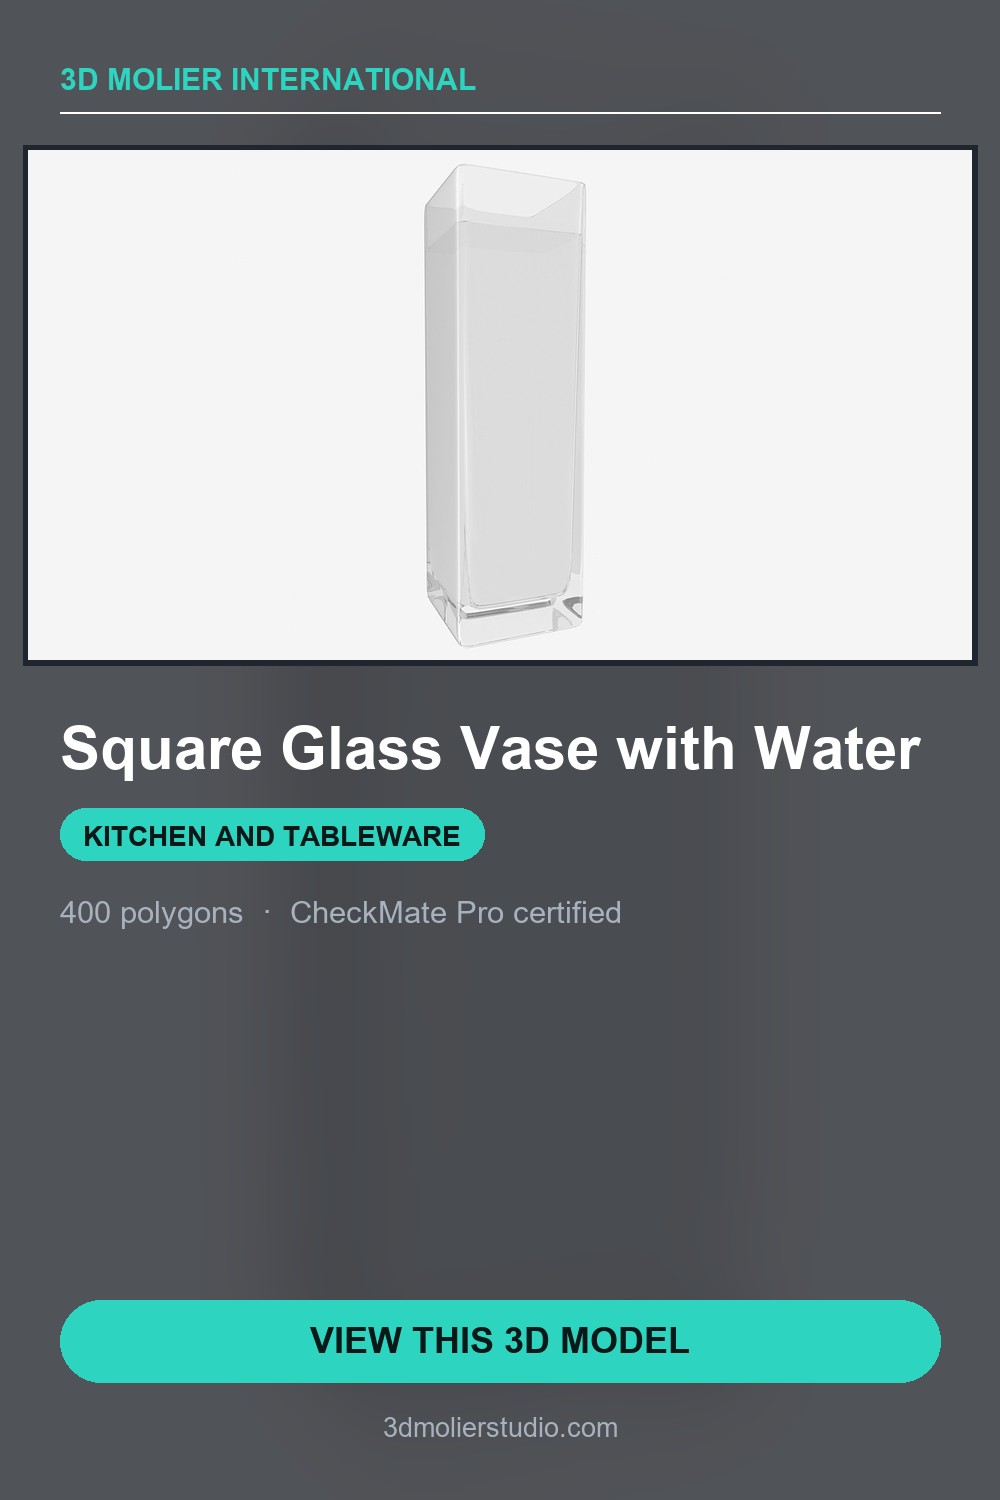 3D MOLIER INTERNATIONAL
Square Glass Vase with Water
KITCHEN AND TABLEWARE
400 polygons · CheckMate Pro certified
VIEW THIS 3D MODEL
3dmolierstudio.com